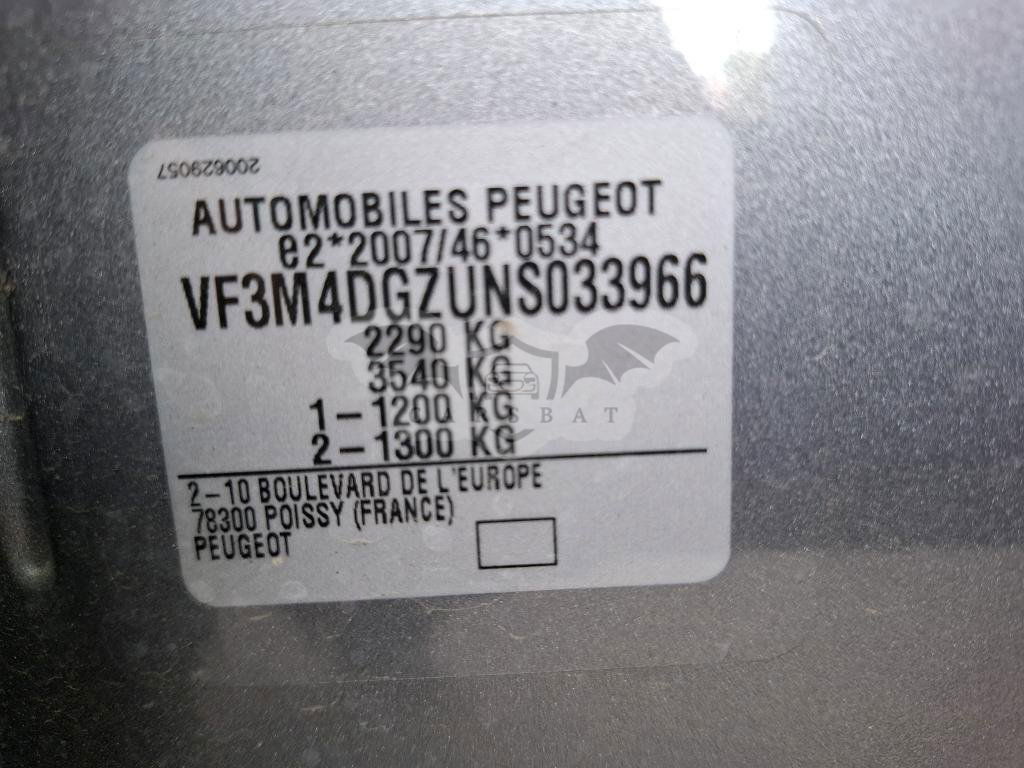 200629057
AUTOMOBILES PEUGEOT
e2*2007/46*0534
VF3M4DGZUNS033966
2290 KG
3540 KG
1-1200 KG
2-1300 KG
2-10 BOULEVARD DE L'EUROPE
78300 POISSY (FRANCE)
PEUGEOT